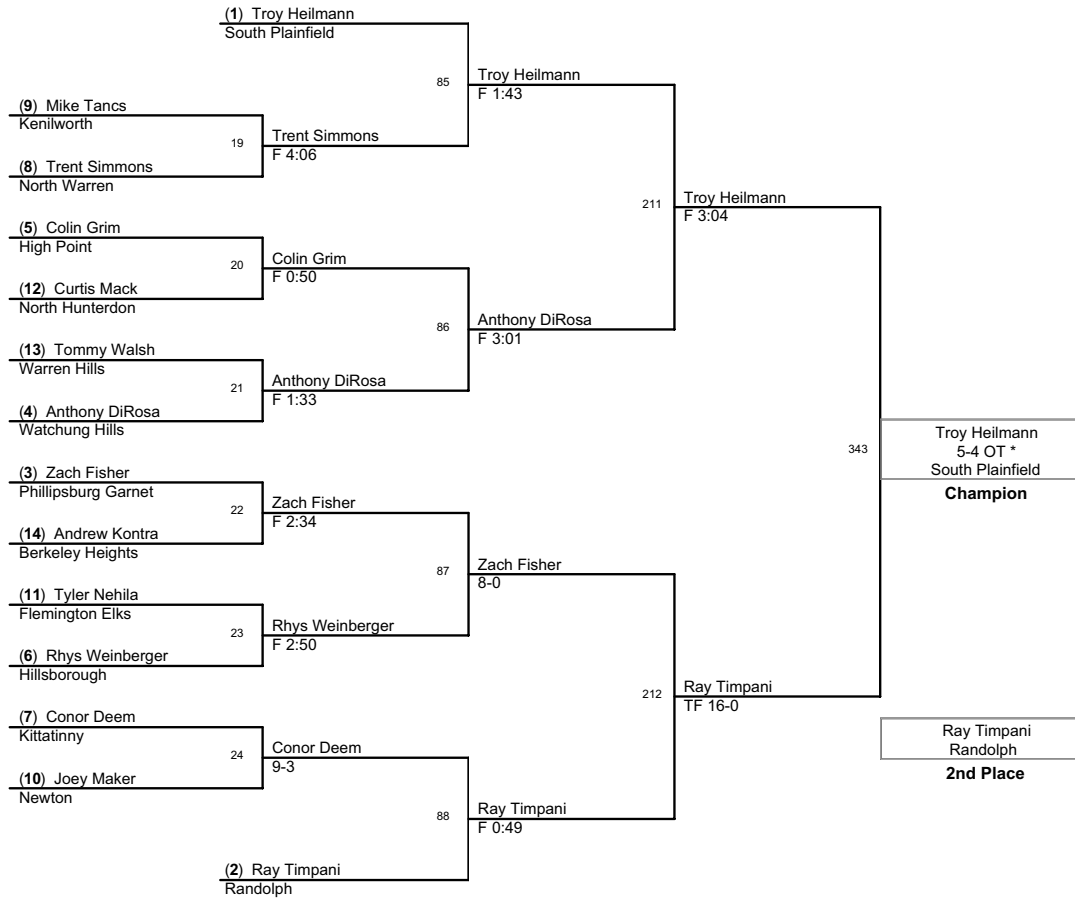 (1) Troy Heilmann
South Plainfield
85
Troy Heilmann
F 1:43
(9) Mike Tancs
Kenilworth
19
Trent Simmons
F 4:06
(8) Trent Simmons
North Warren
211
Troy Heilmann
F 3:04
(5) Colin Grim
High Point
20
Colin Grim
F 0:50
(12) Curtis Mack
North Hunterdon
86
Anthony DiRosa
F 3:01
(13) Tommy Walsh
Warren Hills
21
Anthony DiRosa
F 1:33
(4) Anthony DiRosa
Watchung Hills
343
Troy Heilmann
5-4 OT *
South Plainfield
Champion
(3) Zach Fisher
Phillipsburg Garnet
22
Zach Fisher
F 2:34
(14) Andrew Kontra
Berkeley Heights
87
Zach Fisher
8-0
(11) Tyler Nehila
Flemington Elks
23
Rhys Weinberger
F 2:50
(6) Rhys Weinberger
Hillsborough
212
Ray Timpani
TF 16-0
(7) Conor Deem
Kittatinny
24
Conor Deem
9-3
(10) Joey Maker
Newton
88
Ray Timpani
F 0:49
(2) Ray Timpani
Randolph
Ray Timpani
Randolph
2nd Place